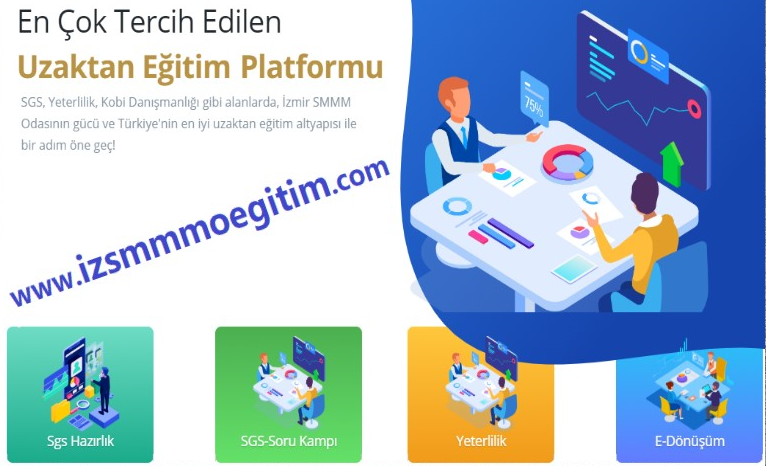 En Çok Tercih Edilen
Uzaktan Eğitim Platformu
SGS, Yeterlilik, Kobi Danışmanlığı gibi alanlarda, İzmir SMMM
Odasının gücü ve Türkiye'nin en iyi uzaktan eğitim altyapısı ile
bir adım öne geç!
75%
www.izsmmmoegitim.com
Sgs Hazırlık
SGS-Soru Kampı
Yeterlilik
E-Dönüşüm